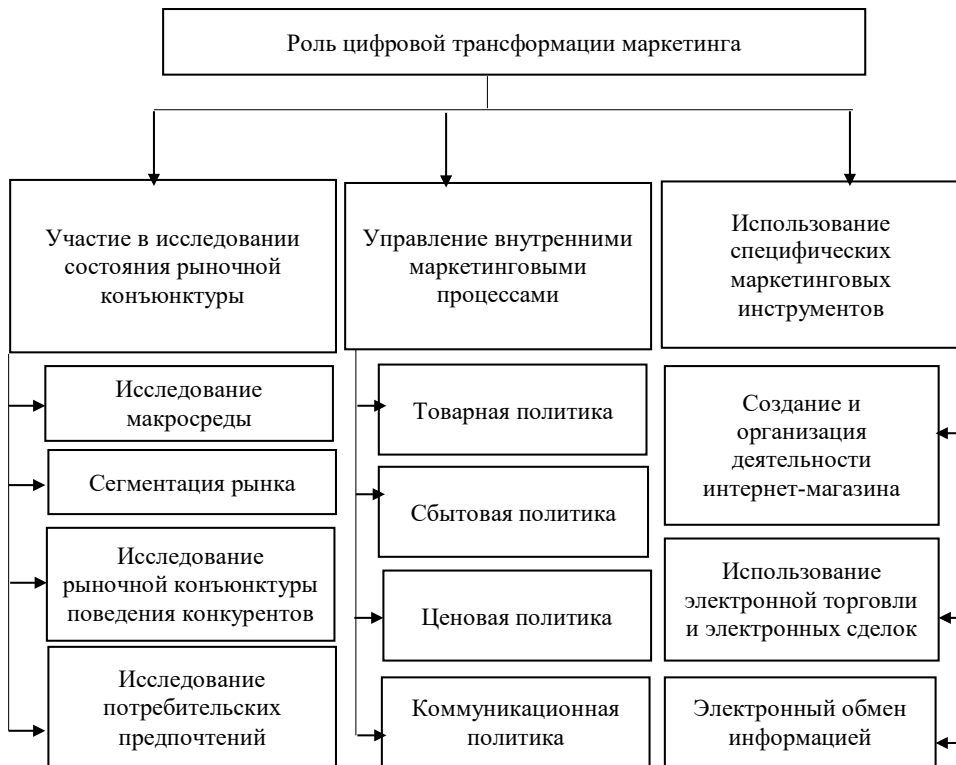 Роль цифровой трансформации маркетинга
Участие в исследовании
состояния рыночной
конъюнктуры
Управление внутренними
маркетинговыми
процессами
Использование
специфических
маркетинговых
инструментов
Исследование
макросреды
Сегментация рынка
Исследование
рыночной конъюнктуры
поведения конкурентов
Исследование
потребительских
предпочтений
Товарная политика
Сбытовая политика
Ценовая политика
Коммуникационная
политика
Создание и
организация
деятельности
интернет-магазина
Использование
электронной торговли
и электронных сделок
Электронный обмен
информацией